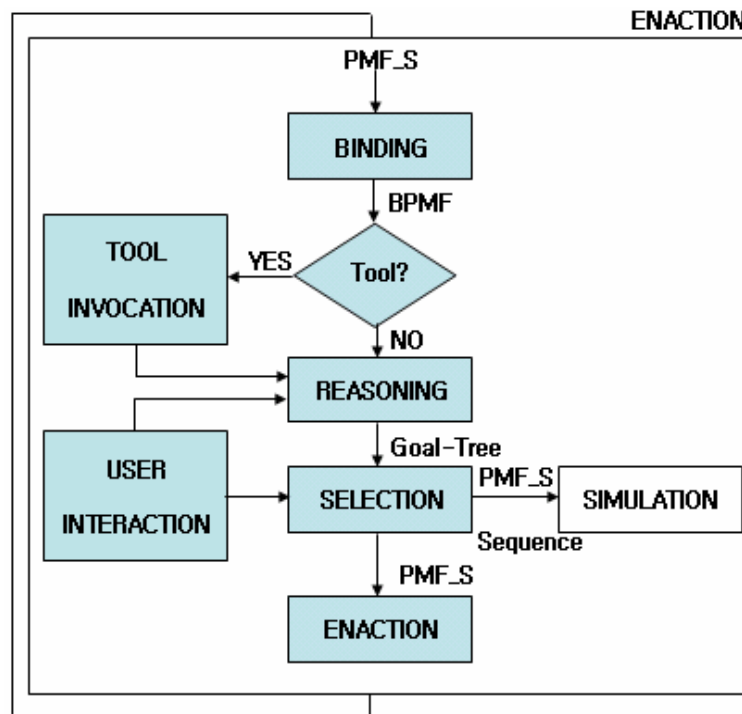 ENACTION
PMF_S
BINDING
BPMF
TOOL
INVOCATION
YES
Tool?
NO
REASONING
Goal-Tree
USER
INTERACTION
SELECTION
PMF_S
Sequence
SIMULATION
PMF_S
ENACTION